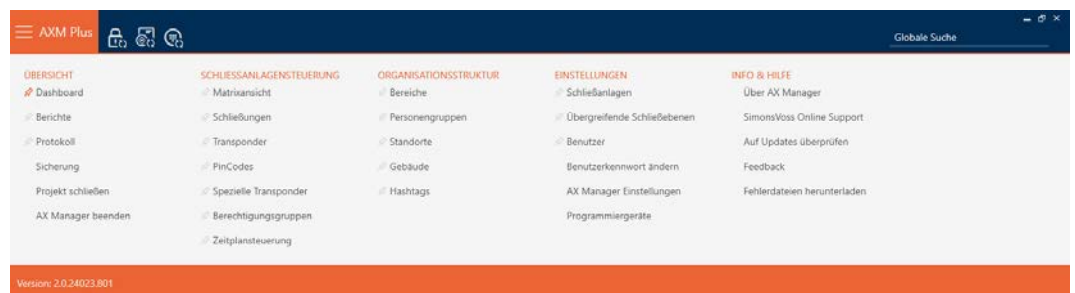 AXM Plus
Globale Suche
ÜBERSICHT
Dashboard
Berichte
Protokoll
Sicherung
Projekt schließen
AX Manager beenden
SCHLIESSANLAGENSTEUERUNG
Matrixansicht
Schließungen
Transponder
PinCodes
Spezielle Transponder
Berechtigungsgruppen
Zeitplansteuerung
ORGANISATIONSSTRUKTUR
Bereiche
Personengruppen
Standorte
Gebäude
Hashtags
EINSTELLUNGEN
Schließanlagen
Übergreifende Schließebenen
Benutzer
Benutzerkennwort ändern
AX Manager Einstellungen
Programmiergeräte
INFO & HILFE
Über AX Manager
SimonsVoss Online Support
Auf Updates überprüfen
Feedback
Fehlerdateien herunterladen
Version: 2.0.24023.801